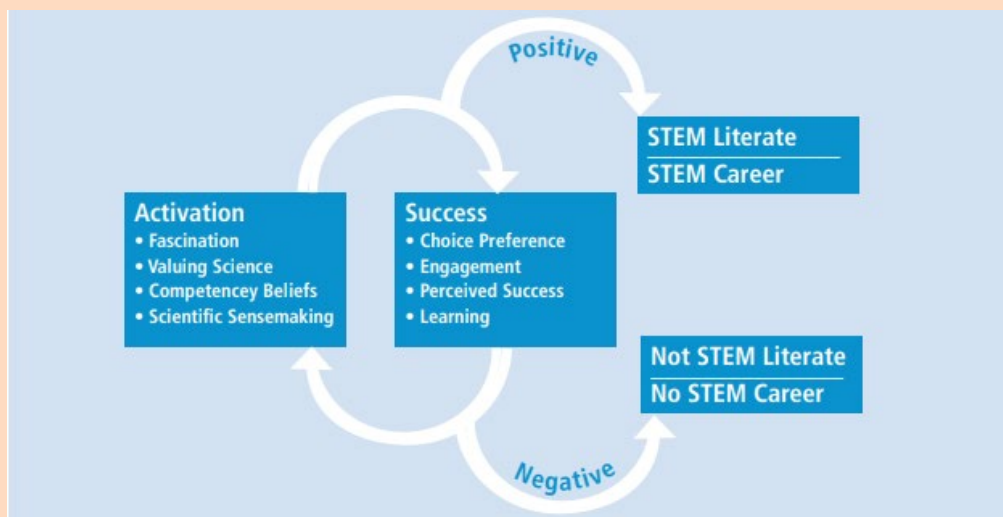 Positive
STEM Literate
STEM Career
Activation
• Fascination
• Valuing Science
• Competencey Beliefs
• Scientific Sensemaking
Success
• Choice Preference
• Engagement
• Perceived Success
• Learning
Not STEM Literate
No STEM Career
Negative